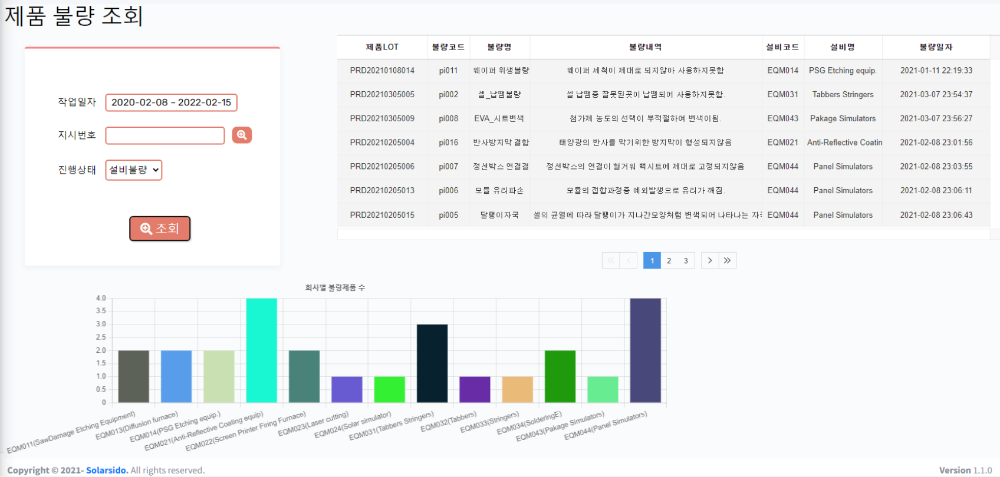 제품 불량 조회
작업일자 2020-02-08 ~ 2022-02-15
지시번호
진행상태 설비불량
조회
제품LOT 불량코드 불량명 불량내역 설비코드 설비명 불량일자
PRD20210108014 pi011 웨이퍼 위생불량 웨이퍼 세척이 제대로 되지않아 사용하지못함 EQM014 PSG Etching equip. 2021-01-11 22:19:33
PRD20210305005 pi002 셀_납땜불량 셀 납땜중 잘못된곳이 납땜되어 사용하지못함. EQM031 Tabbers Stringers 2021-03-07 23:54:37
PRD20210305009 pi008 EVA_시트변색 첨가제 농도의 선택이 부적절하여 변색이됨. EQM043 Pakage Simulators 2021-03-07 23:56:27
PRD20210205004 pi016 반사방지막 결함 태양광의 반사를 막기위한 방지막이 형성되지않음 EQM021 Anti-Reflective Coatin 2021-02-08 23:01:56
PRD20210205006 pi007 정션박스 연결결 정션박스의 연결이 헐거워 백시트에 제대로 고정되지않음 EQM044 Panel Simulators 2021-02-08 23:03:55
PRD20210205013 pi006 모듈 유리파손 모듈의 접합과정중 예외발생으로 유리가 깨짐. EQM044 Panel Simulators 2021-02-08 23:06:11
PRD20210205015 pi005 달팽이자국 셀의 균열에 따라 달팽이가 지나간모양처럼 변색되어 나타나는 EQM044 Panel Simulators 2021-02-08 23:06:43
« ‹ 1 2 3 › »
회사별 불량제품 수
4.0
3.5
3.0
2.5
2.0
1.5
1.0
0.5
0
EQM011(SawDamage Etching Equipment)
EQM013(Diffusion furnace)
EQM014(PSG Etching equip.)
EQM021(Anti-Reflective Coating equip)
EQM022(Screen Printer Firing Furnace)
EQM023(Laser cutting)
EQM024(Solar simulator)
EQM031(Tabbers Stringers)
EQM032(Tabbers)
EQM033(Stringers)
EQM034(SolderingE)
EQM043(Pakage Simulators)
EQM044(Panel Simulators)
Copyright © 2021- Solarsido. All rights reserved.
Version 1.1.0